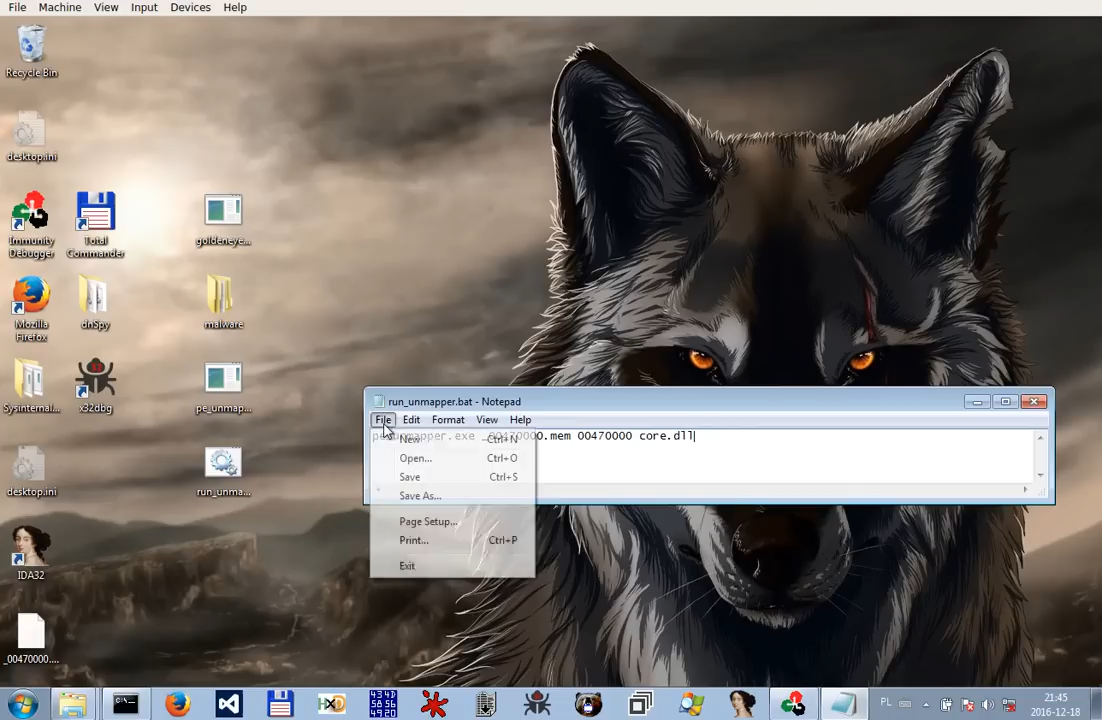 File Machine View Input Devices Help
Recycle Bin
desktop.ini
Immunity Debugger
Total Commander
goldeneye...
Mozilla Firefox
dnSpy
malware
Sysinternal...
x32dbg
pe_unmap...
desktop.ini
run_unma...
IDA32
_00470000....
run_unmapper.bat - Notepad
File Edit Format View Help
pe_unmapper.exe _00470000.mem 00470000 core.dll
New Ctrl+N
Open... Ctrl+O
Save Ctrl+S
Save As...
Page Setup...
Print... Ctrl+P
Exit
PL
21:45
2016-12-18